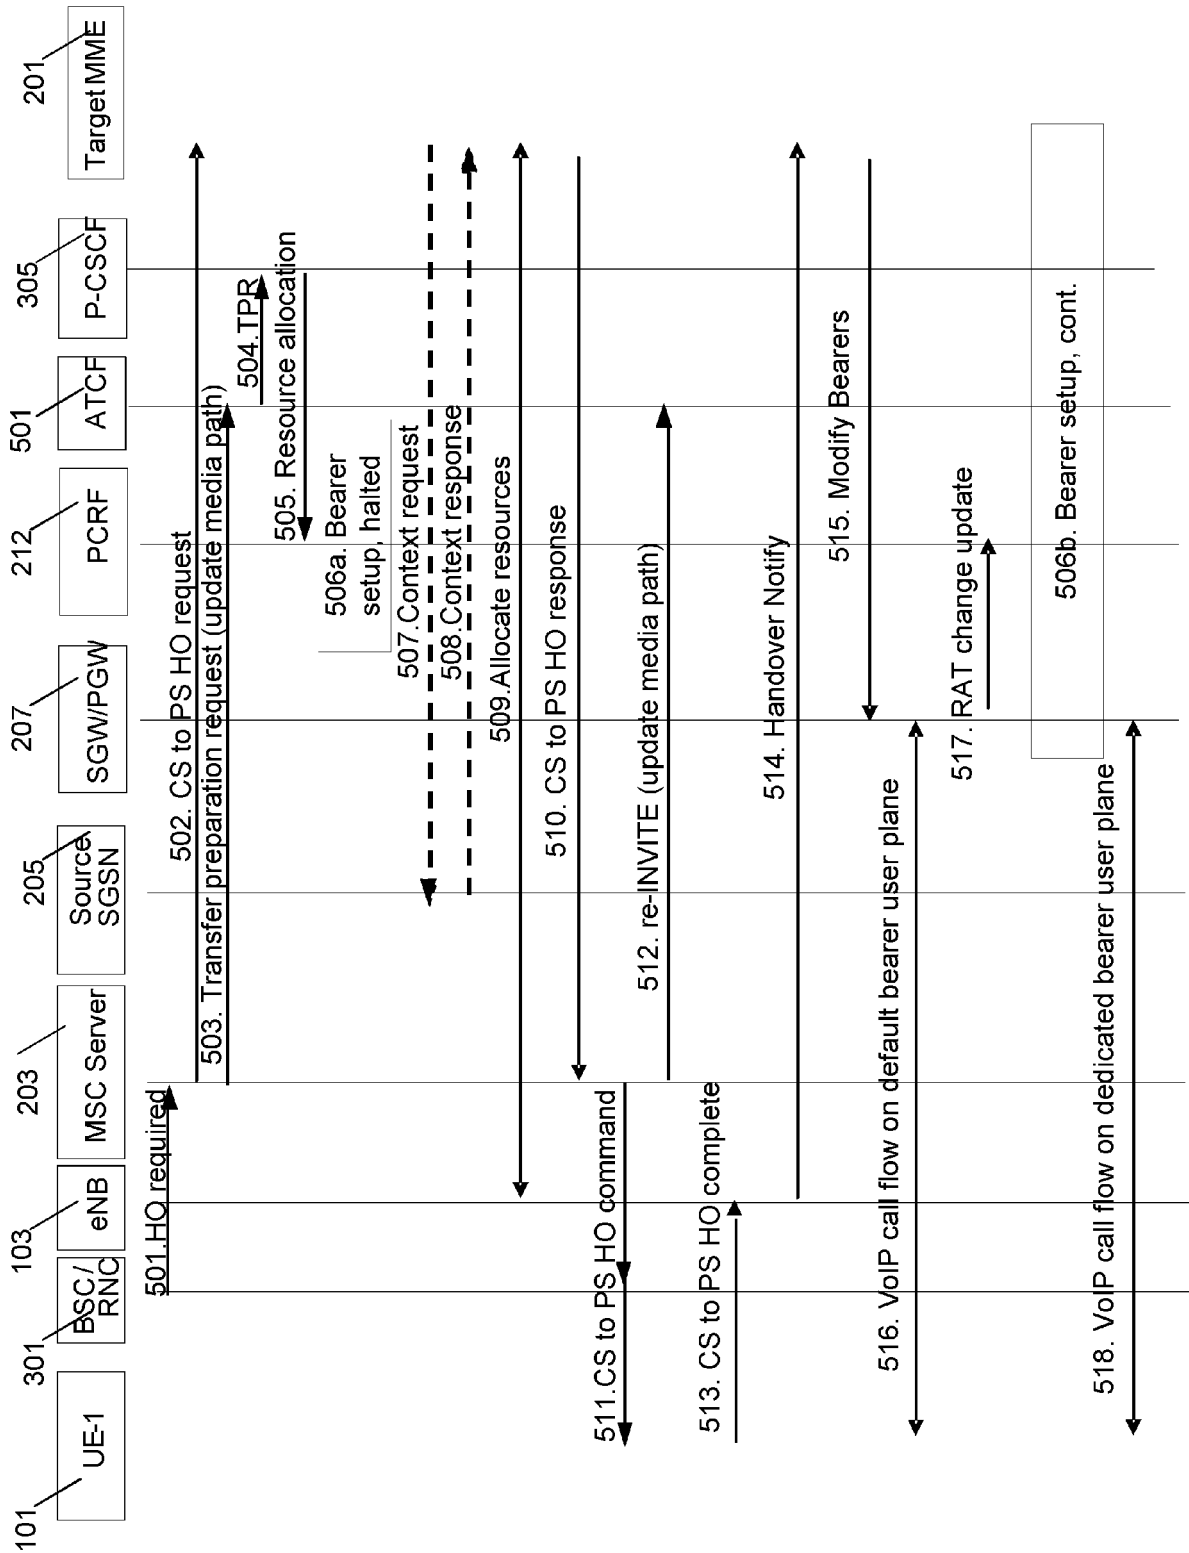 101
UE-1
301
BSC/
RNC
103
eNB
203
MSC Server
205
Source
SGSN
207
SGW/PGW
212
PCRF
501
ATCF
305
P-CSCF
201
Target MME
501.HO required
502. CS to PS HO request
503. Transfer preparation request (update media path)
504.TPR
505. Resource allocation
506a. Bearer
setup, halted
507.Context request
508.Context response
509.Allocate resources
510. CS to PS HO response
511.CS to PS HO command
512. re-INVITE (update media path)
513. CS to PS HO complete
514. Handover Notify
515. Modify Bearers
516. VoIP call flow on default bearer user plane
517. RAT change update
506b. Bearer setup, cont.
518. VoIP call flow on dedicated bearer user plane